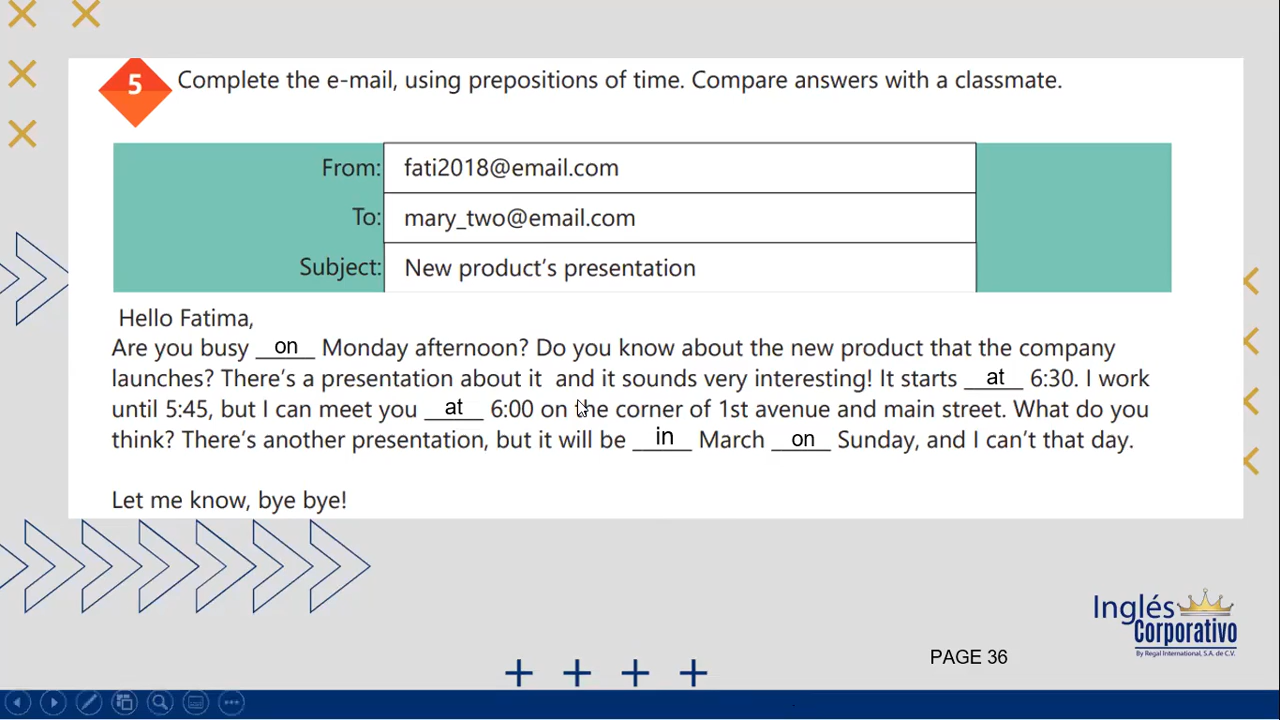 5 Complete the e-mail, using prepositions of time. Compare answers with a classmate.
From: fati2018@email.com
To: mary_two@email.com
Subject: New product's presentation
Hello Fatima,
Are you busy on Monday afternoon? Do you know about the new product that the company
launches? There's a presentation about it and it sounds very interesting! It starts at 6:30. I work
until 5:45, but I can meet you at 6:00 on the corner of 1st avenue and main street. What do you
think? There's another presentation, but it will be in March on Sunday, and I can't that day.
Let me know, bye bye!
Inglés
Corporativo
By Regal International, S.A. de C.V.
PAGE 36